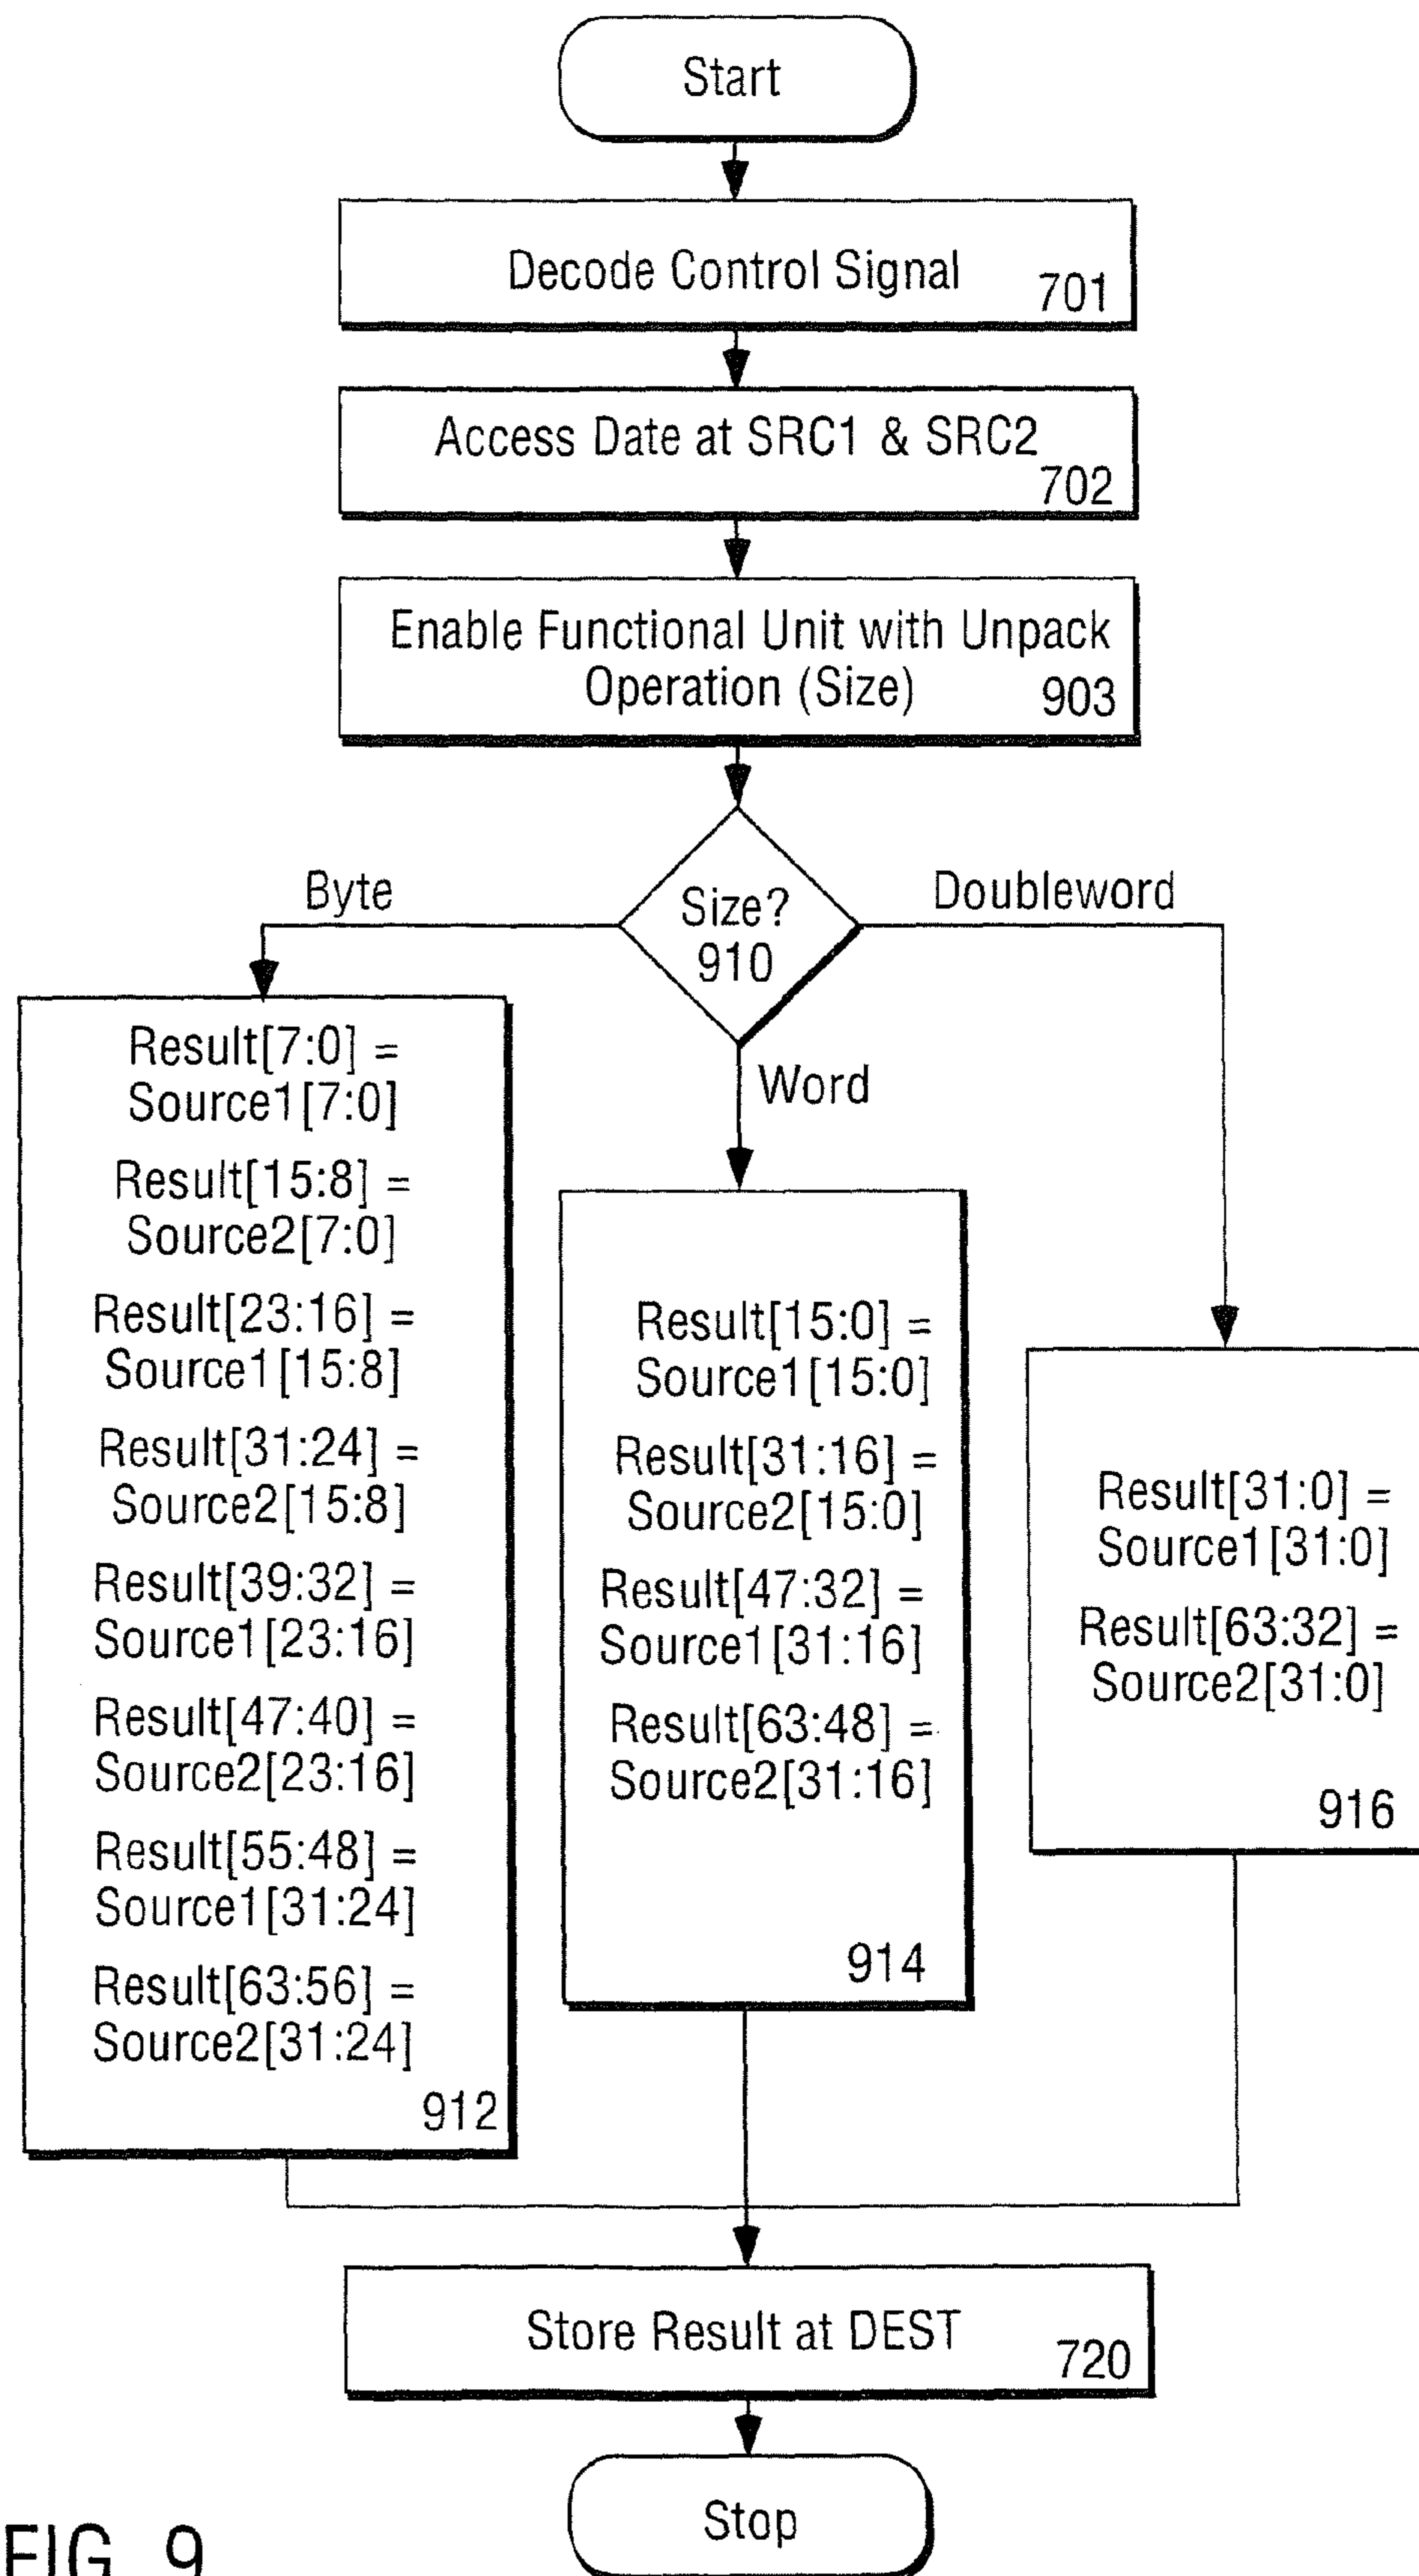 Start
Decode Control Signal
701
Access Date at SRC1 & SRC2
702
Enable Functional Unit with Unpack
Operation (Size)
903
Size?
910
Byte
Word
Doubleword
Result[7:0] =
Source1[7:0]
Result[15:8] =
Source2[7:0]
Result[23:16] =
Source1[15:8]
Result[31:24] =
Source2[15:8]
Result[39:32] =
Source1[23:16]
Result[47:40] =
Source2[23:16]
Result[55:48] =
Source1[31:24]
Result[63:56] =
Source2[31:24]
912
Result[15:0] =
Source1[15:0]
Result[31:16] =
Source2[15:0]
Result[47:32] =
Source1[31:16]
Result[63:48] =
Source2[31:16]
914
Result[31:0] =
Source1[31:0]
Result[63:32] =
Source2[31:0]
916
Store Result at DEST
720
Stop
FIG. 9